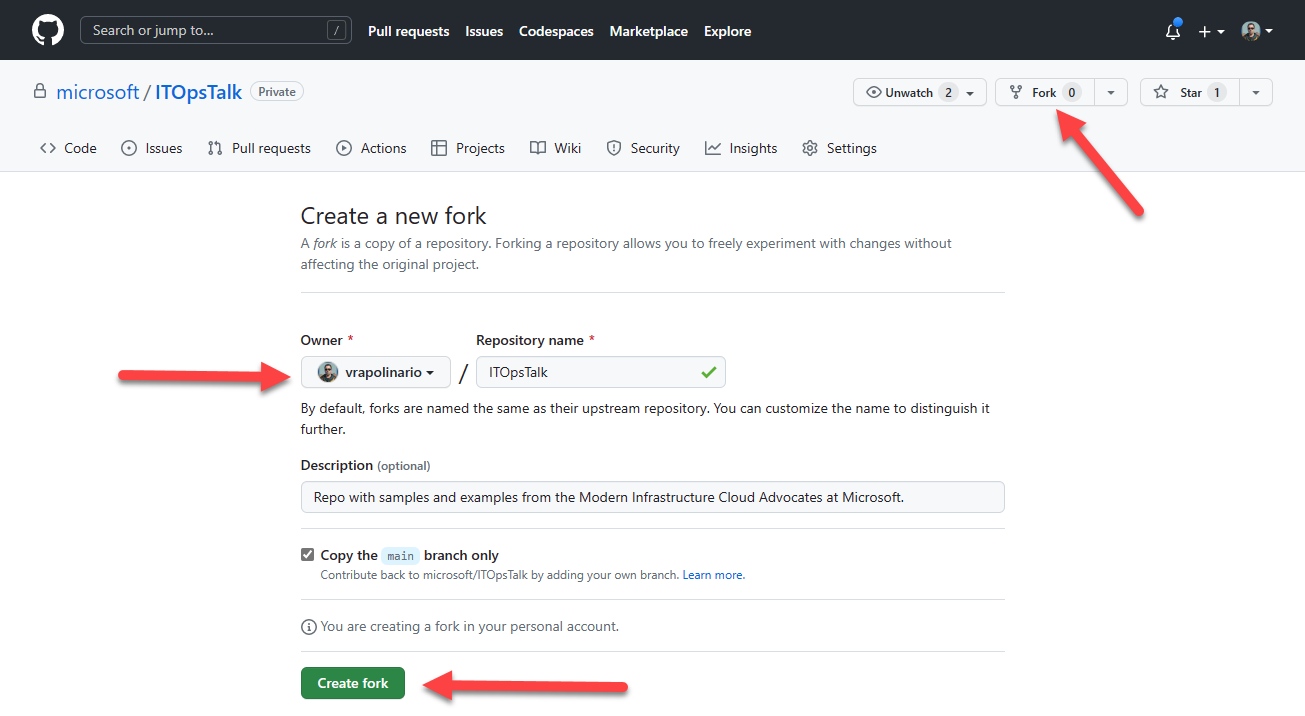 Search or jump to... / Pull requests Issues Codespaces Marketplace Explore
microsoft / ITOpsTalk Private Unwatch 2 Fork 0 Star 1
Code Issues Pull requests Actions Projects Wiki Security Insights Settings
Create a new fork
A fork is a copy of a repository. Forking a repository allows you to freely experiment with changes without
affecting the original project.
Owner * Repository name *
vrapolinario / ITOpsTalk
By default, forks are named the same as their upstream repository. You can customize the name to distinguish it
further.
Description (optional)
Repo with samples and examples from the Modern Infrastructure Cloud Advocates at Microsoft.
Copy the main branch only
Contribute back to microsoft/ITOpsTalk by adding your own branch. Learn more.
You are creating a fork in your personal account.
Create fork